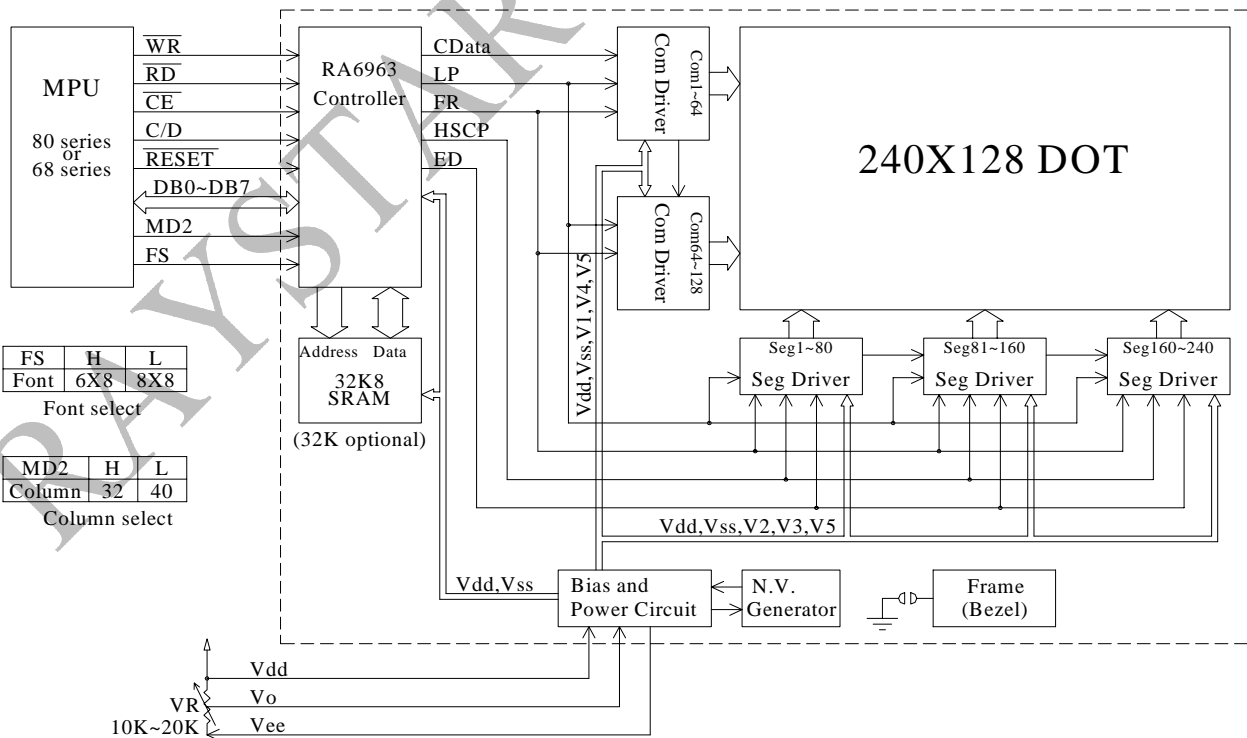 MPU
80 series
or
68 series
WR
RD
CE
C/D
RESET
DB0~DB7
MD2
FS
RA6963
Controller
CData
LP
FR
HSCP
ED
Com Driver
Com1~64
Com Driver
Com64~128
240X128 DOT
Address Data
32K8
SRAM
(32K optional)
FS H L
Font 6X8 8X8
Font select
MD2 H L
Column 32 40
Column select
Vdd,Vss,V1,V4,V5
Seg1~80
Seg Driver
Seg81~160
Seg Driver
Seg160~240
Seg Driver
Vdd,Vss,V2,V3,V5
Vdd,Vss
Bias and
Power Circuit
N.V.
Generator
Frame
(Bezel)
Vdd
Vo
Vee
VR
10K~20K
RAYSTAR